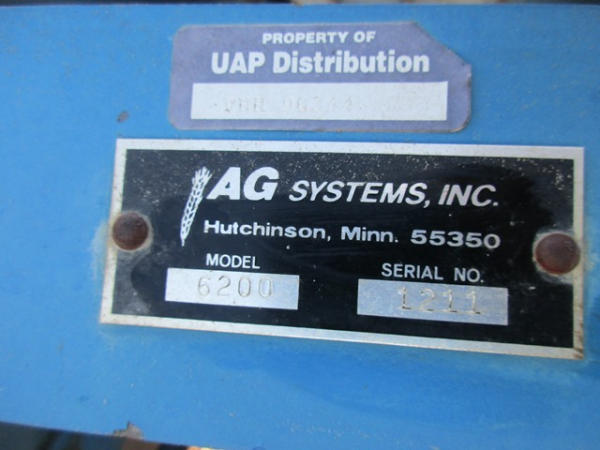 PROPERTY OF
UAP Distribution
AG SYSTEMS, INC.
Hutchinson, Minn. 55350
MODEL
6200
SERIAL NO.
1211